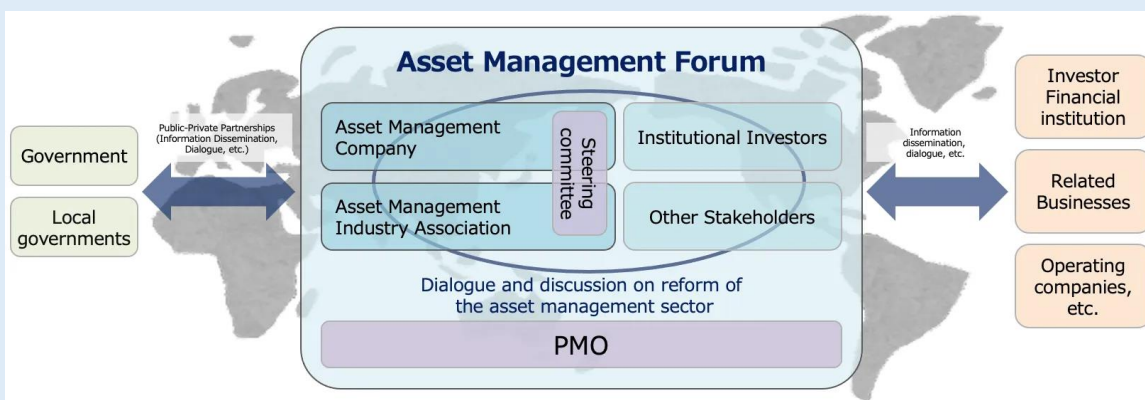 Asset Management Forum
Government
Local
governments
Public-Private Partnerships
(Information Dissemination,
Dialogue, etc.)
Asset Management
Company
Asset Management
Industry Association
Steering
committee
Institutional Investors
Other Stakeholders
Dialogue and discussion on reform of
the asset management sector
PMO
Information
dissemination,
dialogue, etc.
Investor
Financial
institution
Related
Businesses
Operating
companies,
etc.